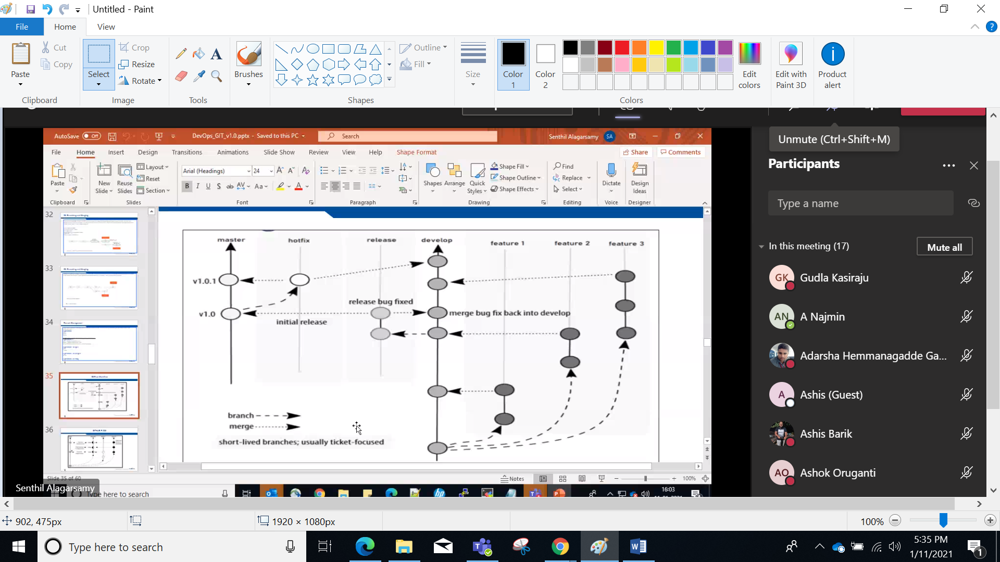 Untitled - Paint
File
Home
View
Paste
Cut
Copy
Clipboard
Select
Crop
Resize
Rotate
Image
Tools
Brushes
Shapes
Outline
Fill
Size
Color
1
Color
2
Colors
Edit
colors
Edit with
Paint 3D
Product
alert
AutoSave Off
DevOps_GIT_v1.0.pptx - Saved to this PC
Search
Senthil Alagarsamy SA
File Home Insert Design Transitions Animations Slide Show Review View Help Shape Format
Share
Comments
Paste
Clipboard
New
Slide
Reuse
Slides
Layout
Reset
Section
Slides
Arial (Headings) 24
B I U S ab AV Aa A
Font
Paragraph
Shapes
Arrange
Quick
Styles
Shape Fill
Shape Outline
Shape Effects
Drawing
Find
Replace
Select
Editing
Dictate
Voice
Design
Ideas
Designer
32
33
34
35
36
master hotfix release develop feature 1 feature 2 feature 3
v1.0.1
release bug fixed
v1.0
merge bug fix back into develop
initial release
branch
merge
short-lived branches; usually ticket-focused
Slide 35 of 60
Notes
100%
Senthil Alagarsamy
Type here to search
16:03
Unmute (Ctrl+Shift+M)
Participants
Type a name
In this meeting (17)
Mute all
GK Gudla Kasiraju
AN A Najmin
Adarsha Hemmanagadde Ga...
A Ashis (Guest)
Ashis Barik
AO Ashok Oruganti
902, 475px
1920 × 1080px
100%
Type here to search
5:35 PM
1/11/2021
1